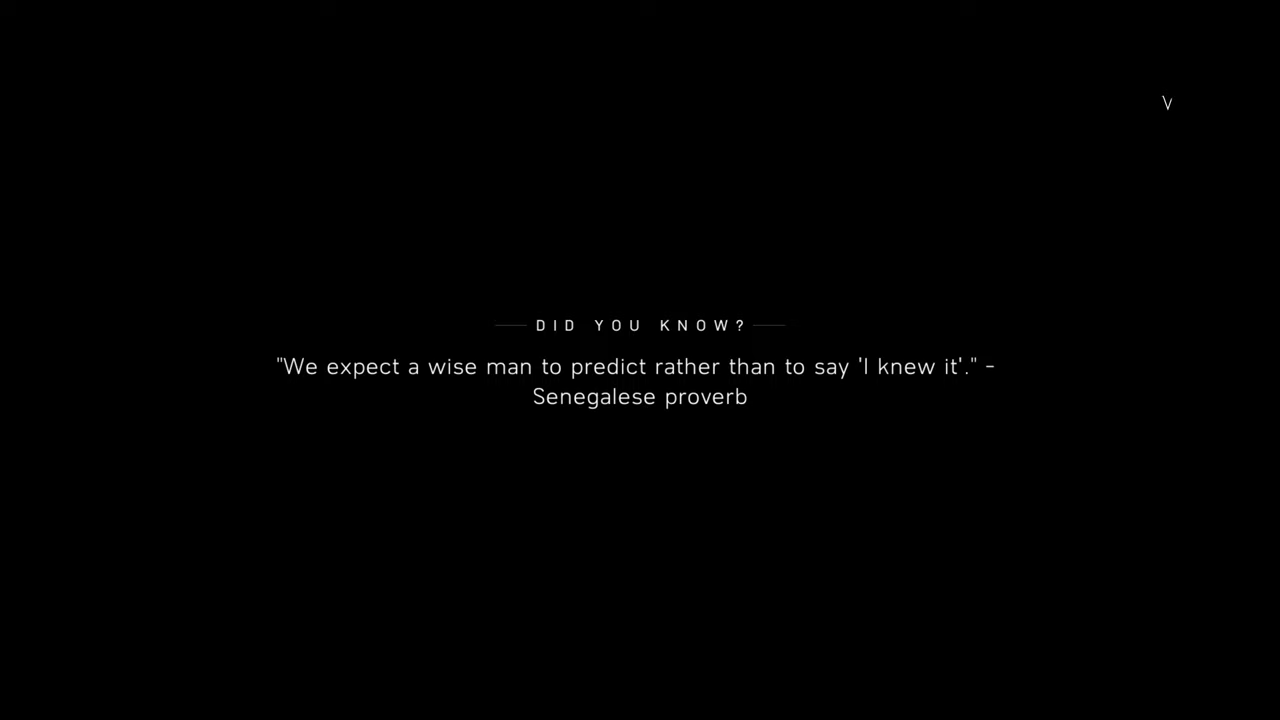 V
DID YOU KNOW?
"We expect a wise man to predict rather than to say 'I knew it'." -
Senegalese proverb